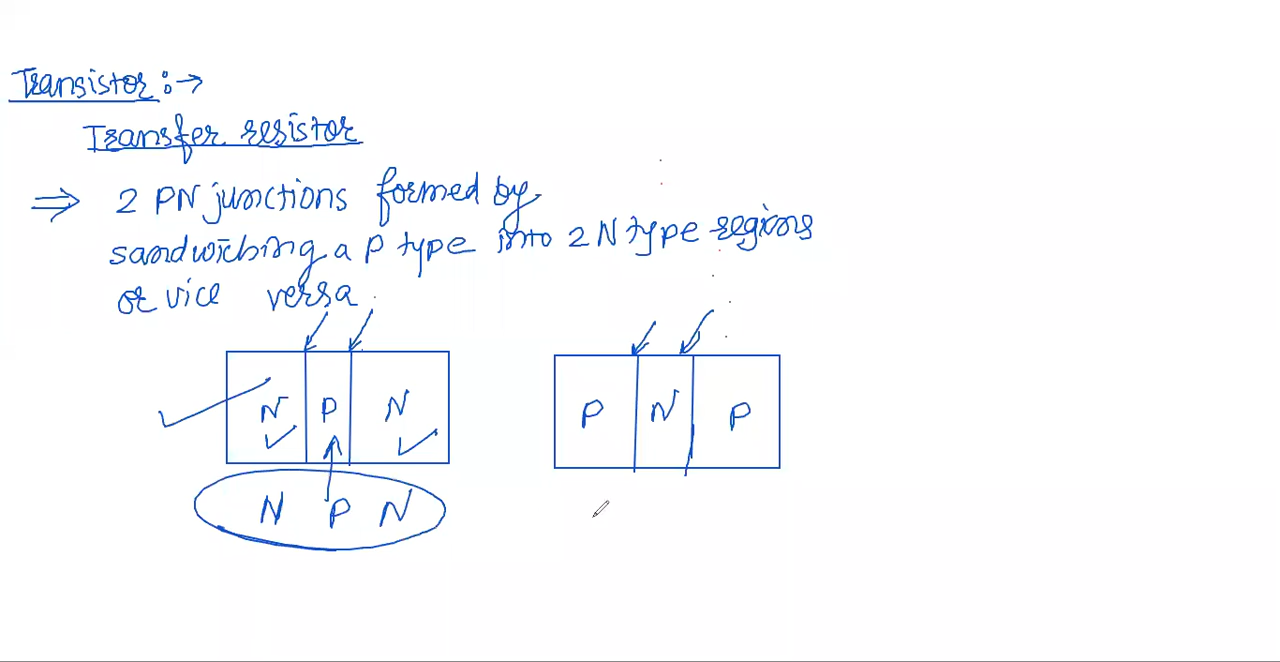 Transistor :→
Transfer resistor
⇒ 2 PN junctions formed by
sandwiching a P type into 2 N type regions
or vice versa
N P N
P N P
N P N